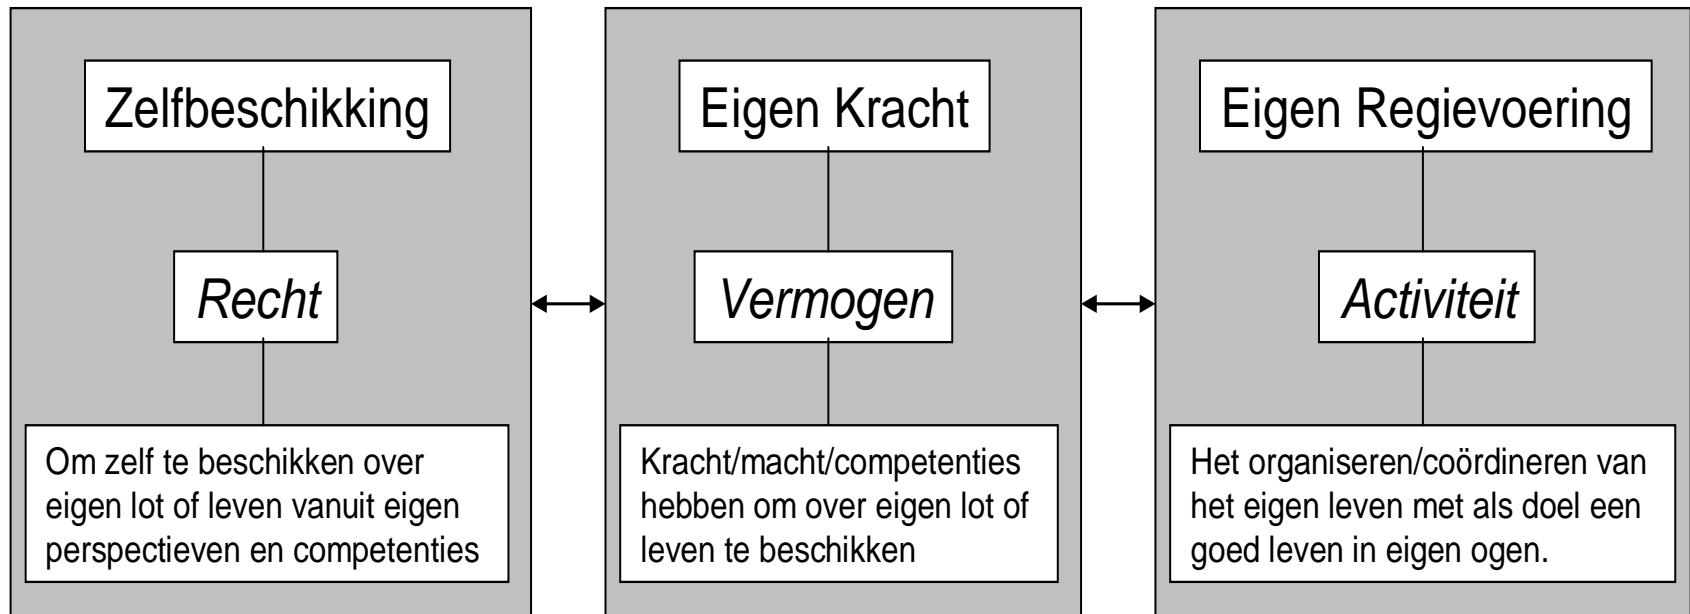 Zelfbeschikking
Recht
Om zelf te beschikken over
eigen lot of leven vanuit eigen
perspectieven en competenties
Eigen Kracht
Vermogen
Kracht/macht/competenties
hebben om over eigen lot of
leven te beschikken
Eigen Regievoering
Activiteit
Het organiseren/coördineren van
het eigen leven met als doel een
goed leven in eigen ogen.